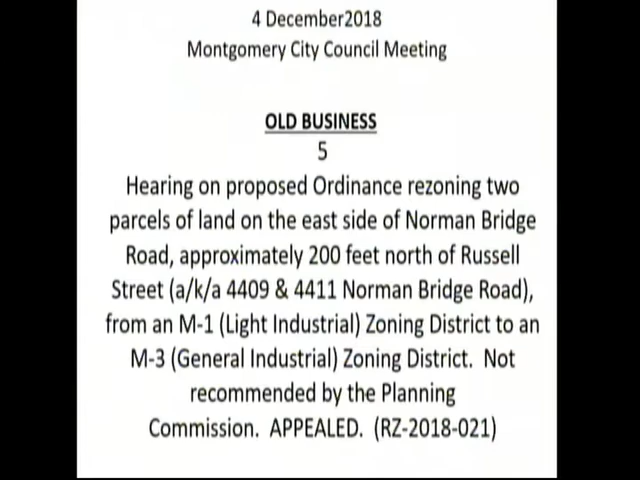 4 December2018
Montgomery City Council Meeting
OLD BUSINESS
5
Hearing on proposed Ordinance rezoning two
parcels of land on the east side of Norman Bridge
Road, approximately 200 feet north of Russell
Street (a/k/a 4409 & 4411 Norman Bridge Road),
from an M-1 (Light Industrial) Zoning District to an
M-3 (General Industrial) Zoning District.  Not
recommended by the Planning
Commission.  APPEALED.  (RZ-2018-021)